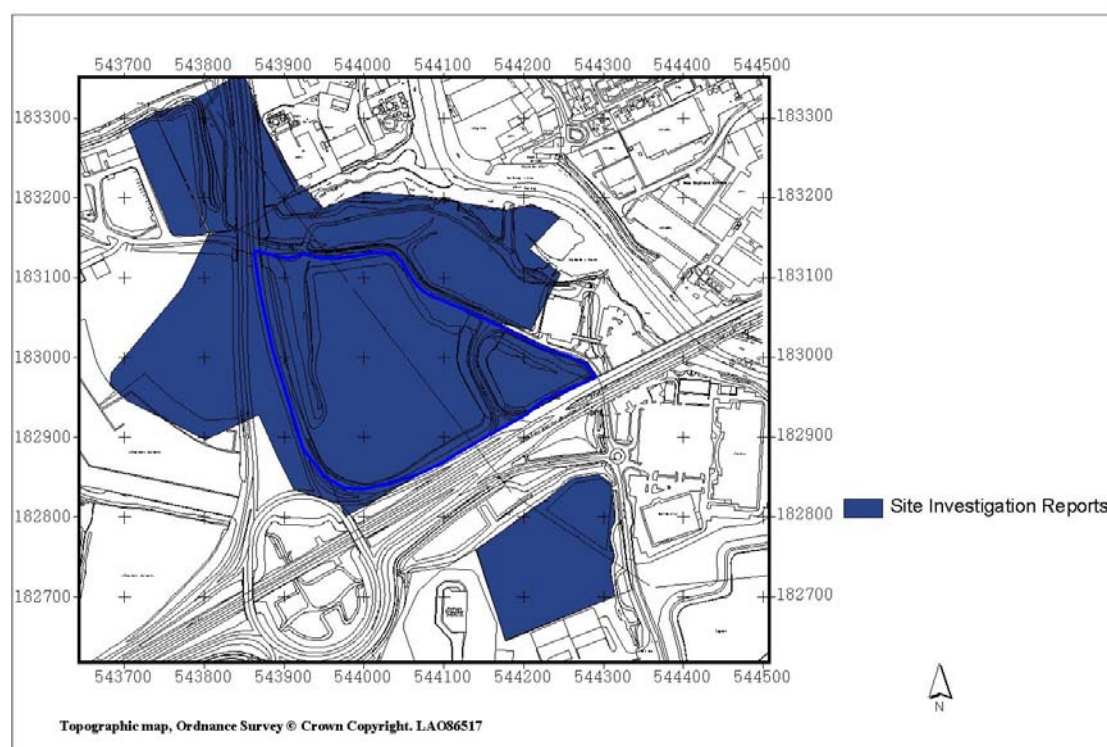 543700 543800 543900 544000 544100 544200 544300 544400 544500
183300 183300
183200 183200
183100 183100
183000 183000
182900 182900
182800 182800
Site Investigation Reports
182700 182700
543700 543800 543900 544000 544100 544200 544300 544400 544500
N
Topographic map, Ordnance Survey © Crown Copyright. LA086517